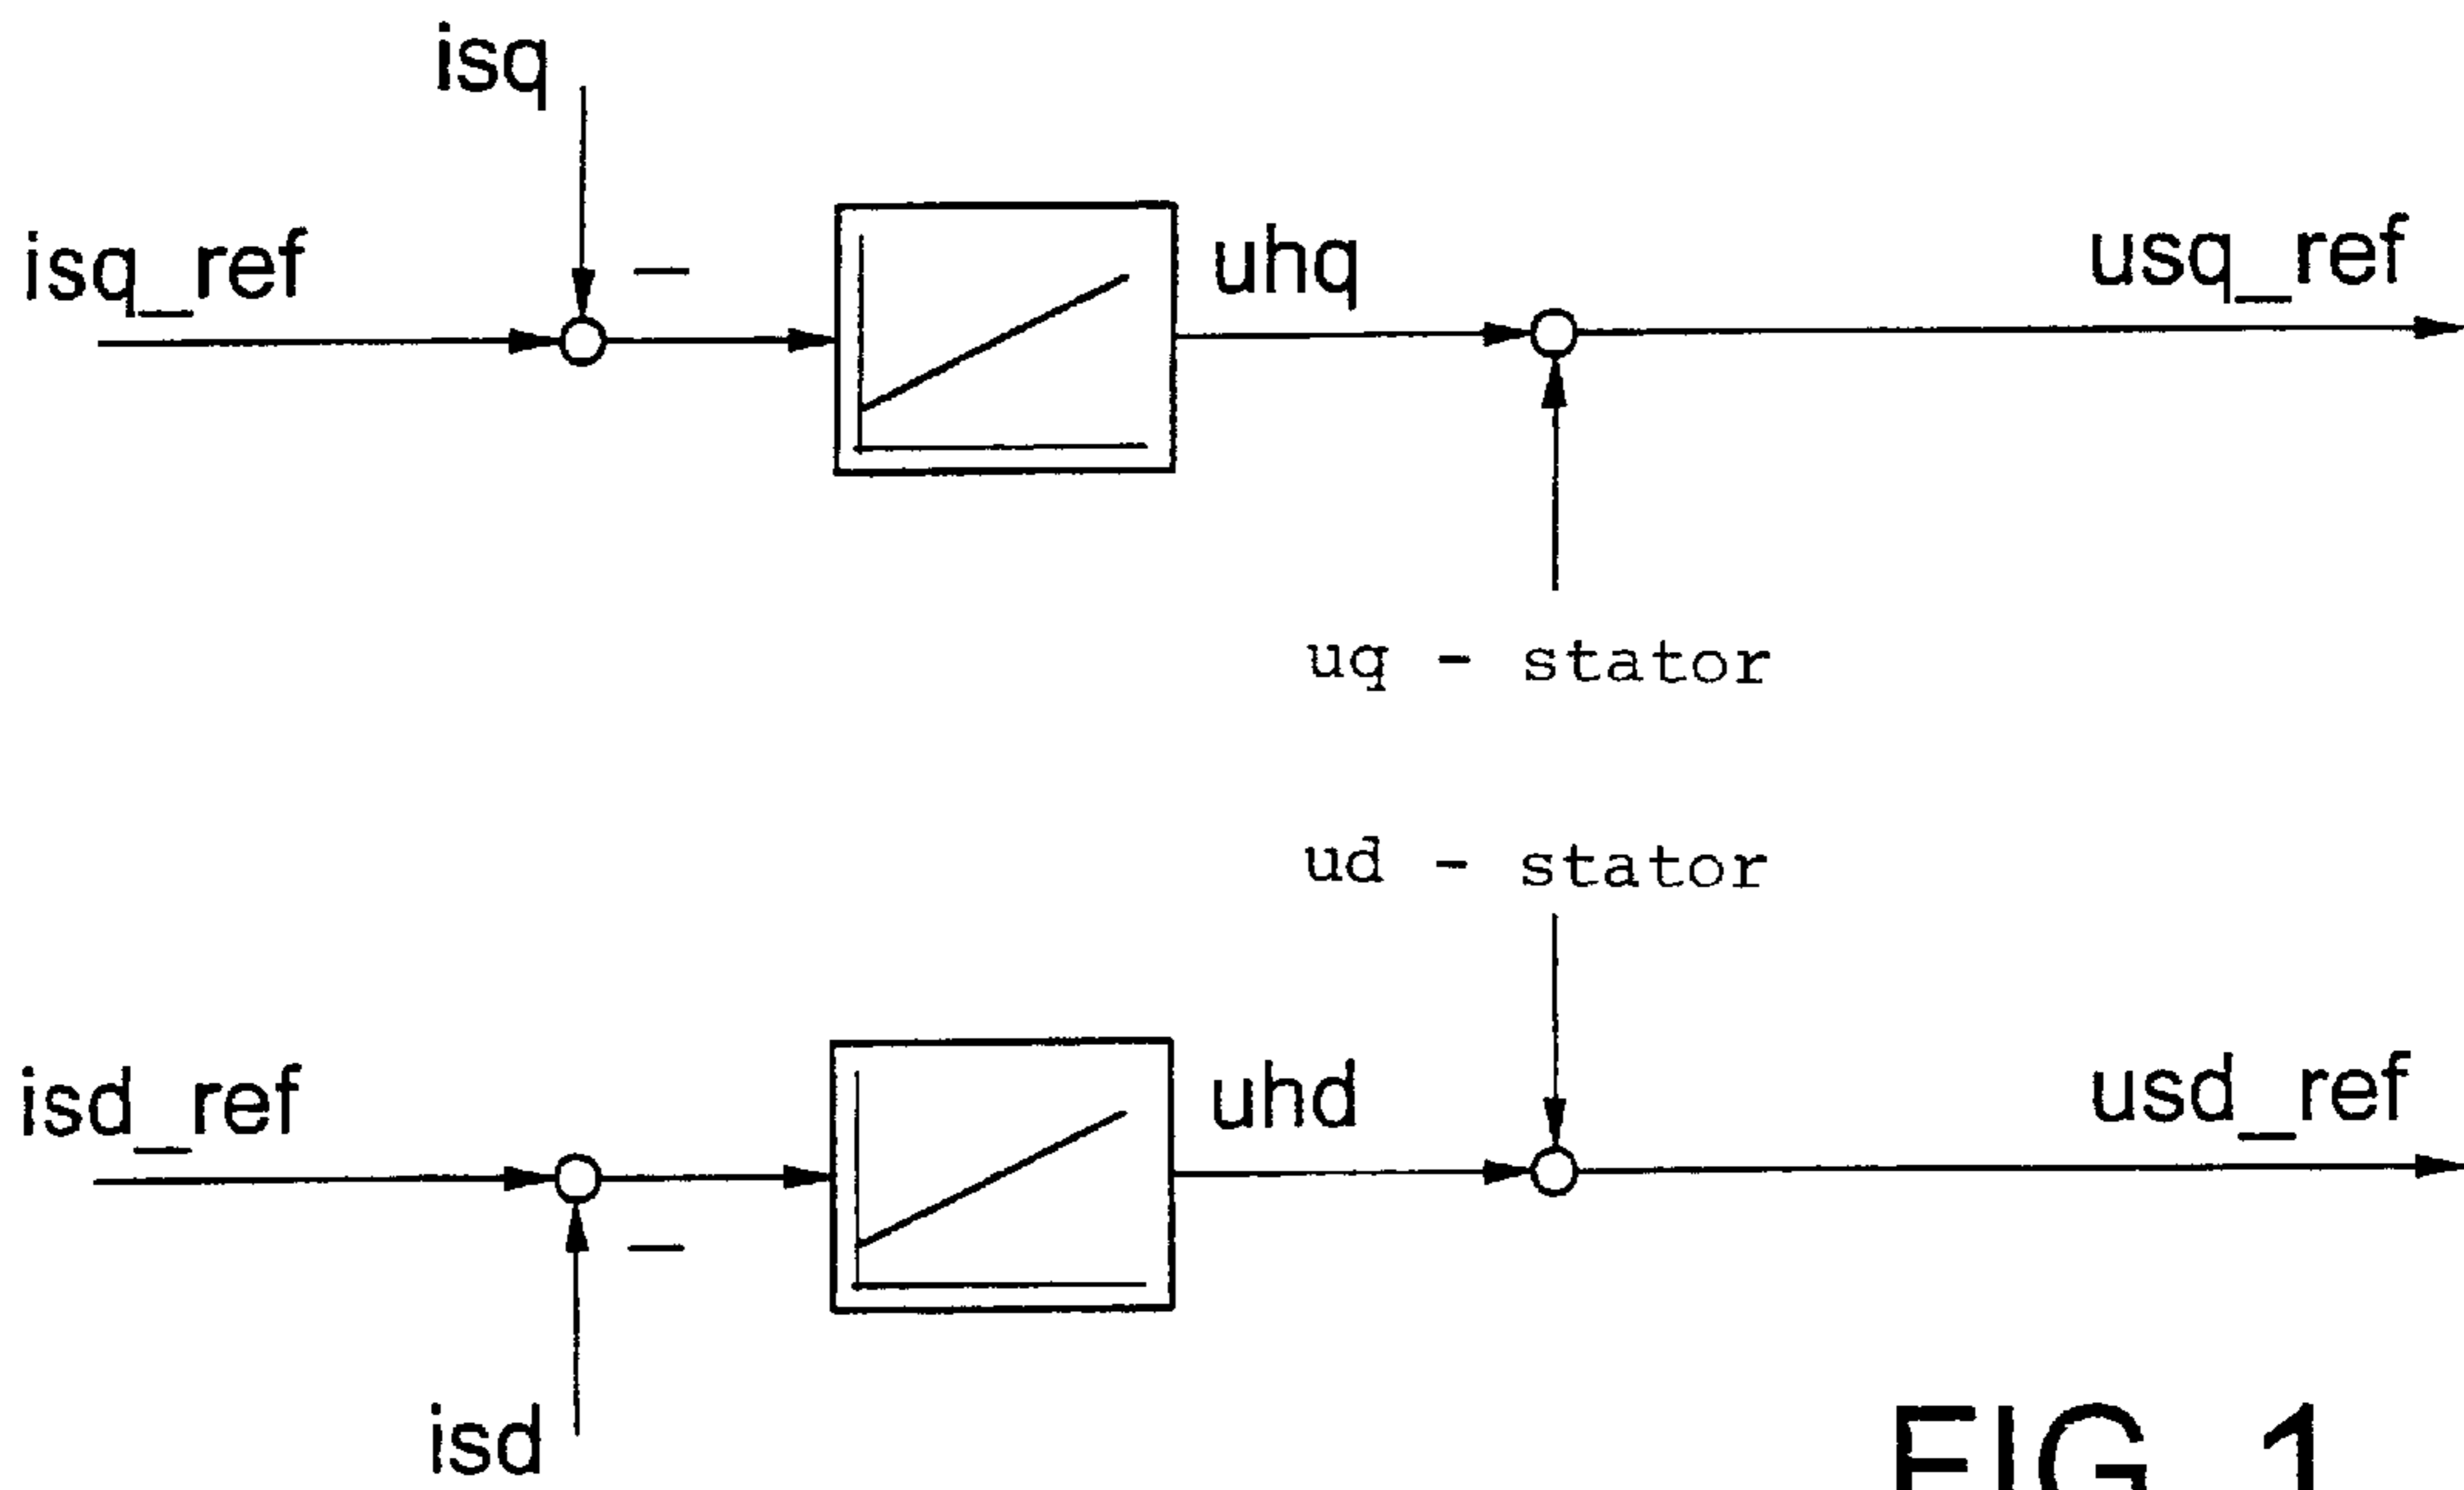 isq
isq_ref
−
uhq
usq_ref
uq - stator
ud - stator
isd_ref
uhd
usd_ref
−
isd
FIG. 1